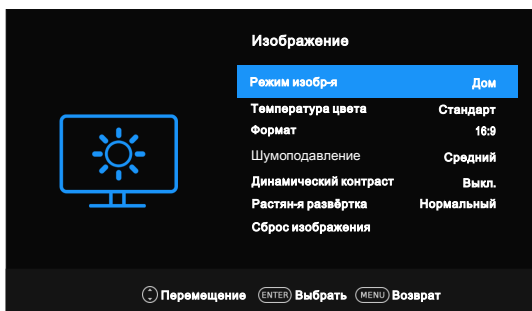 Изображение
Режим изобр-я Дом
Температура цвета Стандарт
Формат 16:9
Шумоподавление Средний
Динамический контраст Выкл.
Растян-я развёртка Нормальный
Сброс изображения
Перемещение ENTER Выбрать MENU Возврат